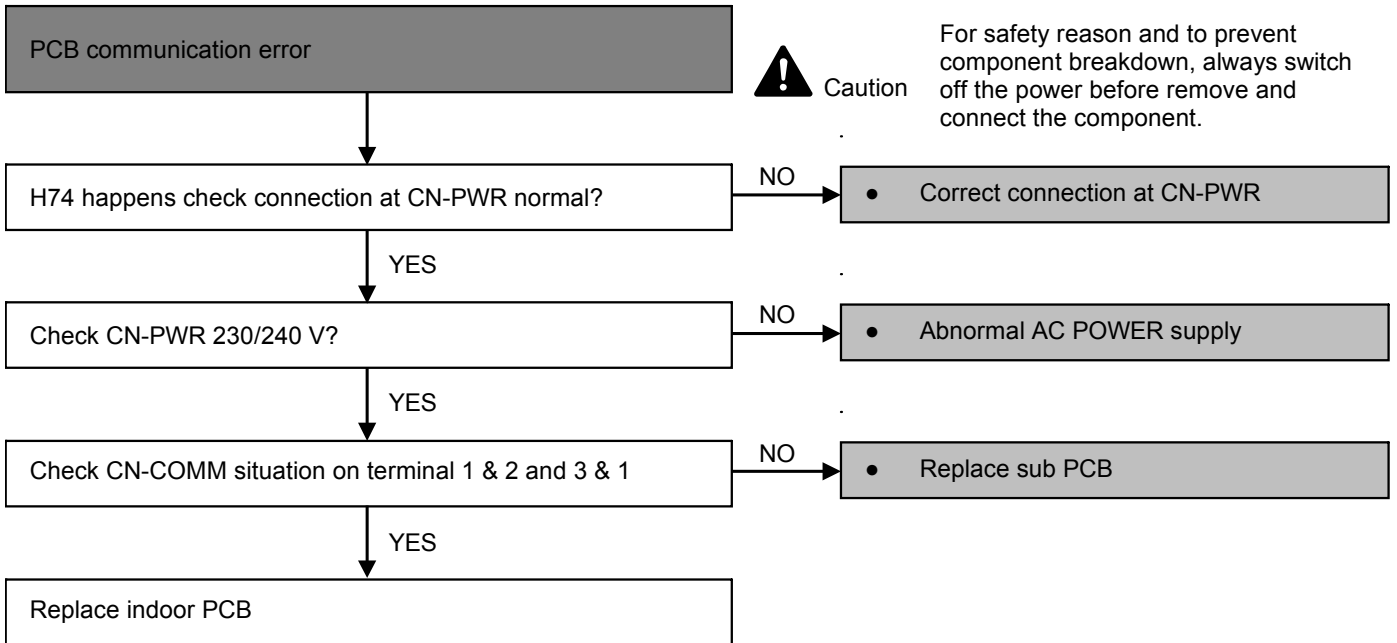 PCB communication error
Caution
For safety reason and to prevent
component breakdown, always switch
off the power before remove and
connect the component.
.
H74 happens check connection at CN-PWR normal?
NO
• Correct connection at CN-PWR
YES
.
Check CN-PWR 230/240 V?
NO
• Abnormal AC POWER supply
YES
.
Check CN-COMM situation on terminal 1 & 2 and 3 & 1
NO
• Replace sub PCB
YES
Replace indoor PCB